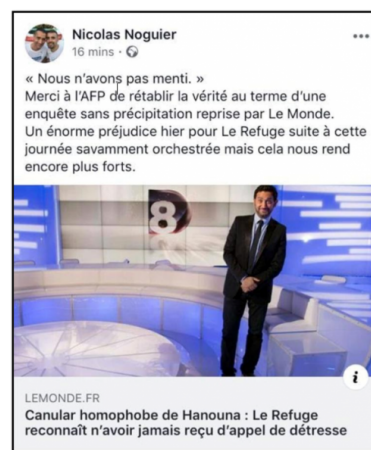 Nicolas Noguier
16 mins ·
« Nous n'avons pas menti. »
Merci à l'AFP de rétablir la vérité au terme d'une
enquête sans précipitation reprise par Le Monde.
Un énorme préjudice hier pour Le Refuge suite à cette
journée savamment orchestrée mais cela nous rend
encore plus forts.
8
i
LEMONDE.FR
Canular homophobe de Hanouna : Le Refuge
reconnaît n'avoir jamais reçu d'appel de détresse